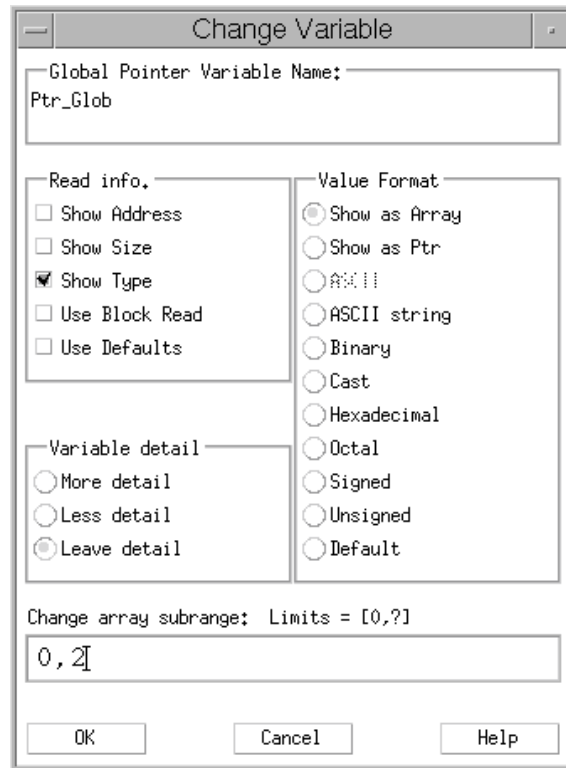 Change Variable
Global Pointer Variable Name:
Ptr_Glob
Read info.
Show Address
Show Size
Show Type
Use Block Read
Use Defaults
Variable detail
More detail
Less detail
Leave detail
Value Format
Show as Array
Show as Ptr
ASCII
ASCII string
Binary
Cast
Hexadecimal
Octal
Signed
Unsigned
Default
Change array subrange:  Limits = [0,?]
0,2
OK
Cancel
Help